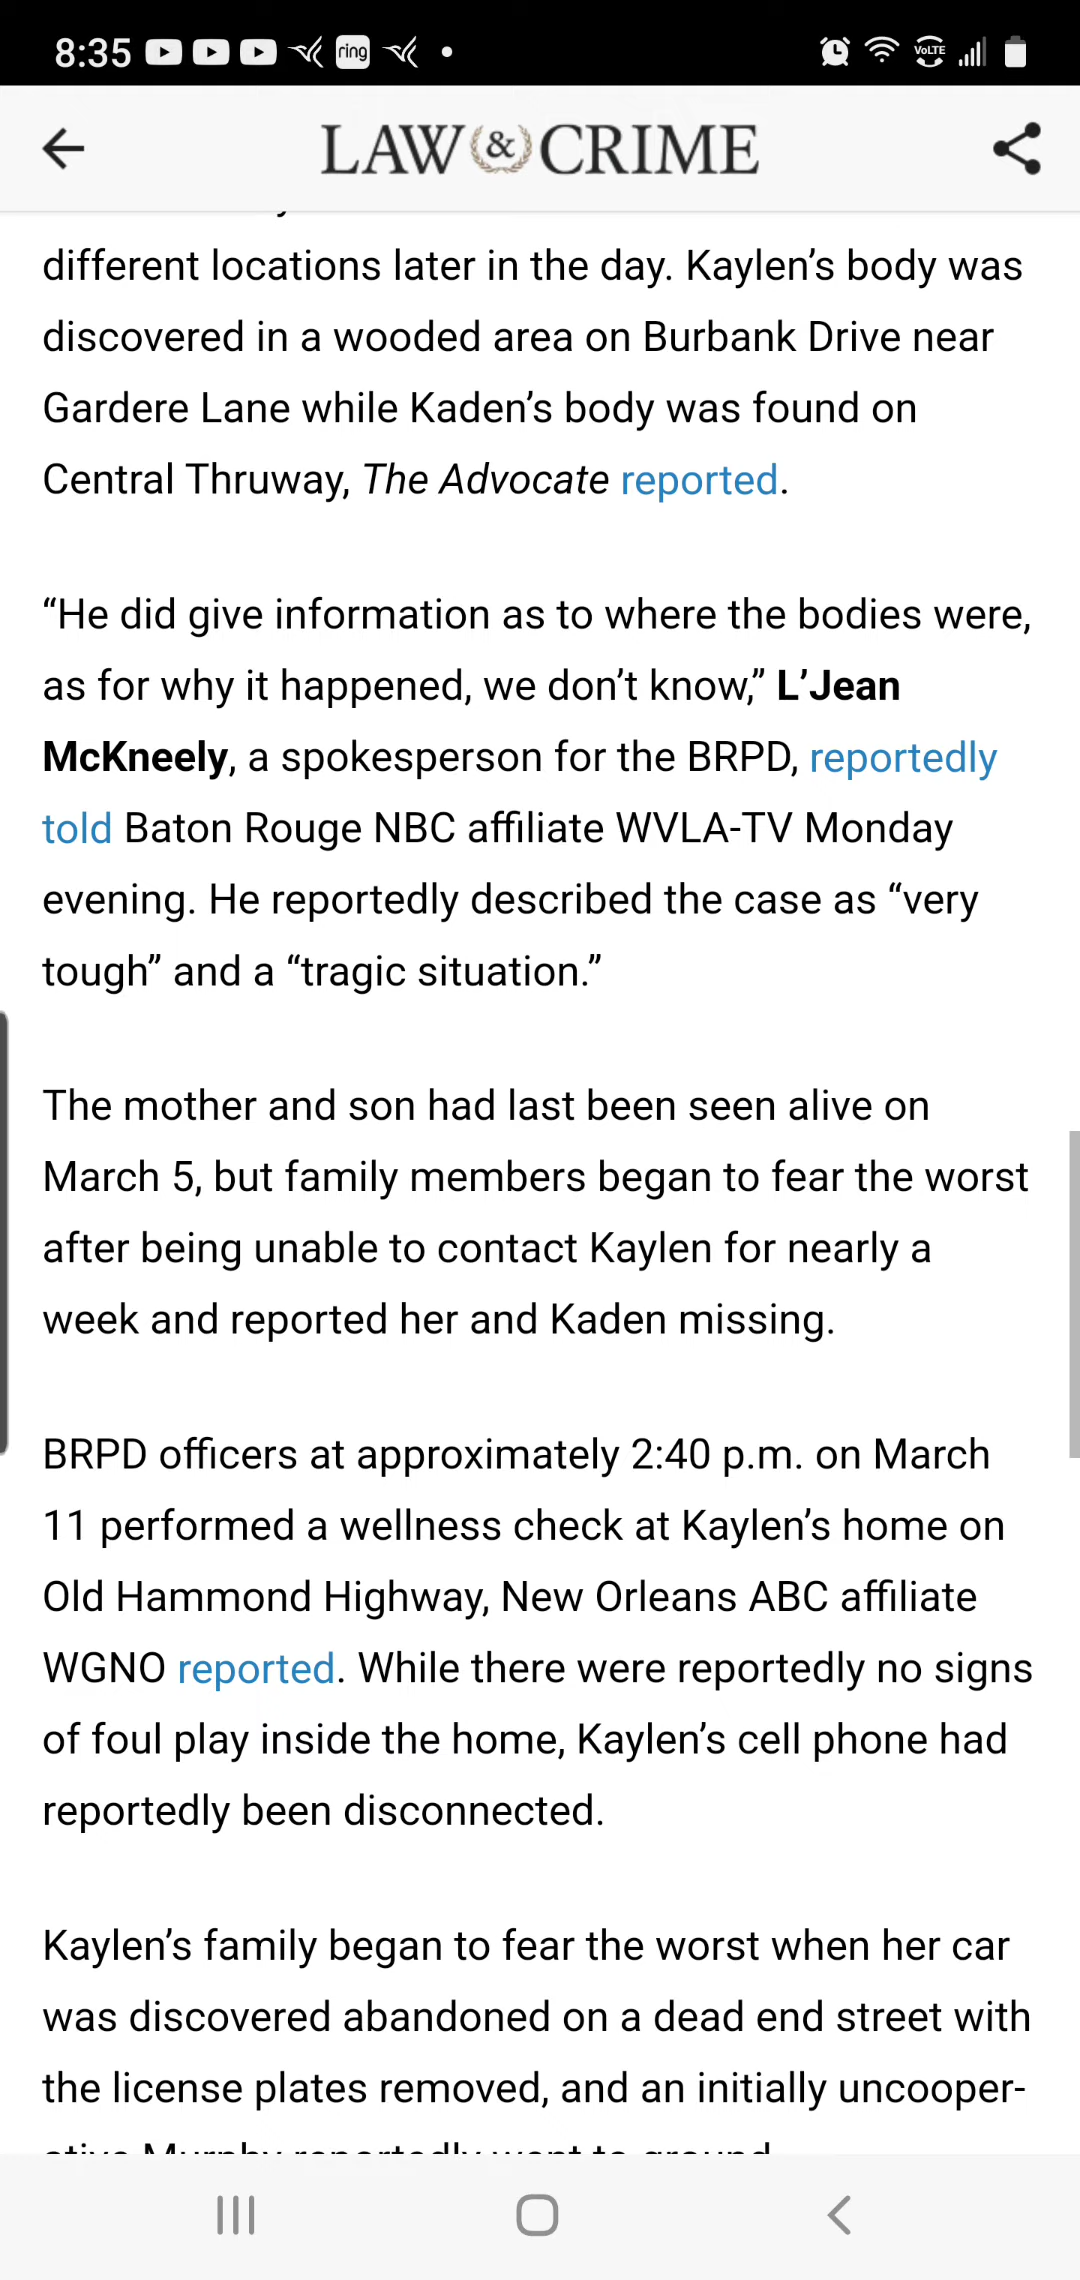 8:35
ring
VoLTE
LAW & CRIME
different locations later in the day. Kaylen’s body was
discovered in a wooded area on Burbank Drive near
Gardere Lane while Kaden’s body was found on
Central Thruway, The Advocate reported.
“He did give information as to where the bodies were,
as for why it happened, we don’t know,” L’Jean
McKneely, a spokesperson for the BRPD, reportedly
told Baton Rouge NBC affiliate WVLA-TV Monday
evening. He reportedly described the case as “very
tough” and a “tragic situation.”
The mother and son had last been seen alive on
March 5, but family members began to fear the worst
after being unable to contact Kaylen for nearly a
week and reported her and Kaden missing.
BRPD officers at approximately 2:40 p.m. on March
11 performed a wellness check at Kaylen’s home on
Old Hammond Highway, New Orleans ABC affiliate
WGNO reported. While there were reportedly no signs
of foul play inside the home, Kaylen’s cell phone had
reportedly been disconnected.
Kaylen’s family began to fear the worst when her car
was discovered abandoned on a dead end street with
the license plates removed, and an initially uncooper-
ative Murphy reportedly went to ground